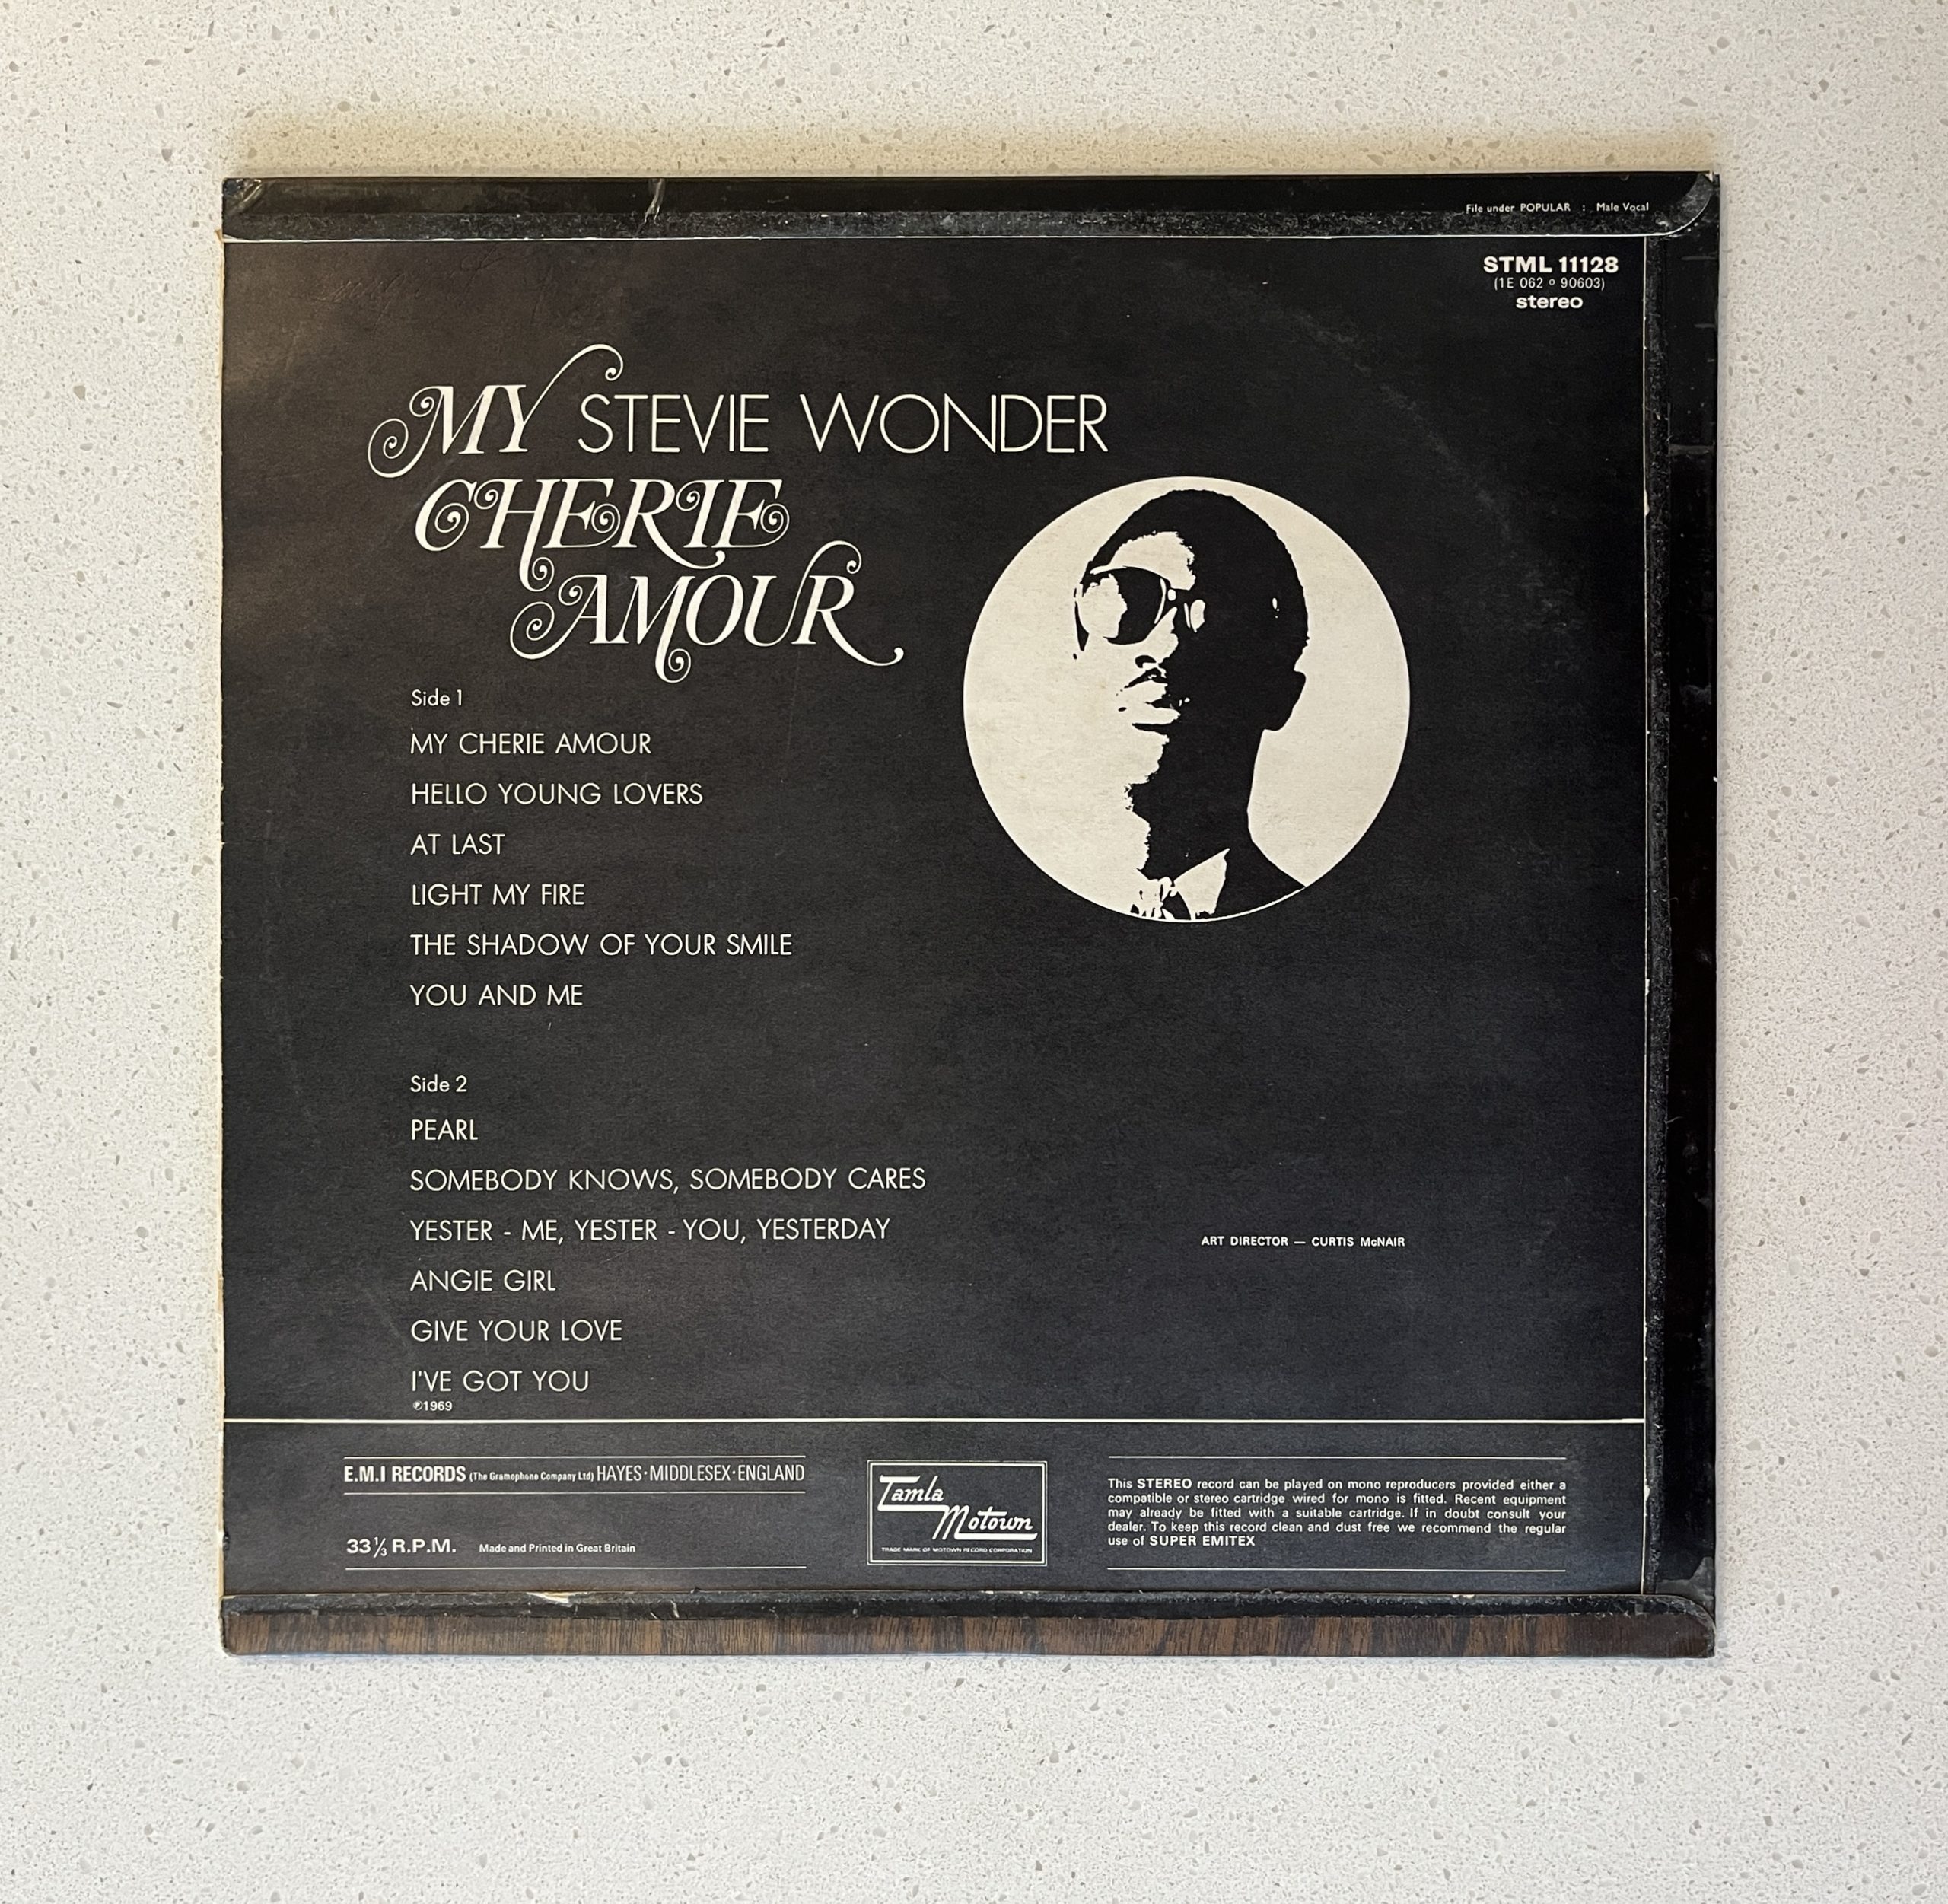 File under POPULAR : Male Vocal
STML 11128
(1E 062 o 90603)
stereo
MY STEVIE WONDER
CHERIE
AMOUR
Side 1
MY CHERIE AMOUR
HELLO YOUNG LOVERS
AT LAST
LIGHT MY FIRE
THE SHADOW OF YOUR SMILE
YOU AND ME
Side 2
PEARL
SOMEBODY KNOWS, SOMEBODY CARES
YESTER - ME, YESTER - YOU, YESTERDAY
ANGIE GIRL
GIVE YOUR LOVE
I'VE GOT YOU
℗1969
ART DIRECTOR — CURTIS McNAIR
E.M.I RECORDS (The Gramophone Company Ltd) HAYES·MIDDLESEX·ENGLAND
33⅓ R.P.M. Made and Printed in Great Britain
Tamla
Motown
TRADE MARK OF MOTOWN RECORD CORPORATION
This STEREO record can be played on mono reproducers provided either a
compatible or stereo cartridge wired for mono is fitted. Recent equipment
may already be fitted with a suitable cartridge. If in doubt consult your
dealer. To keep this record clean and dust free we recommend the regular
use of SUPER EMITEX